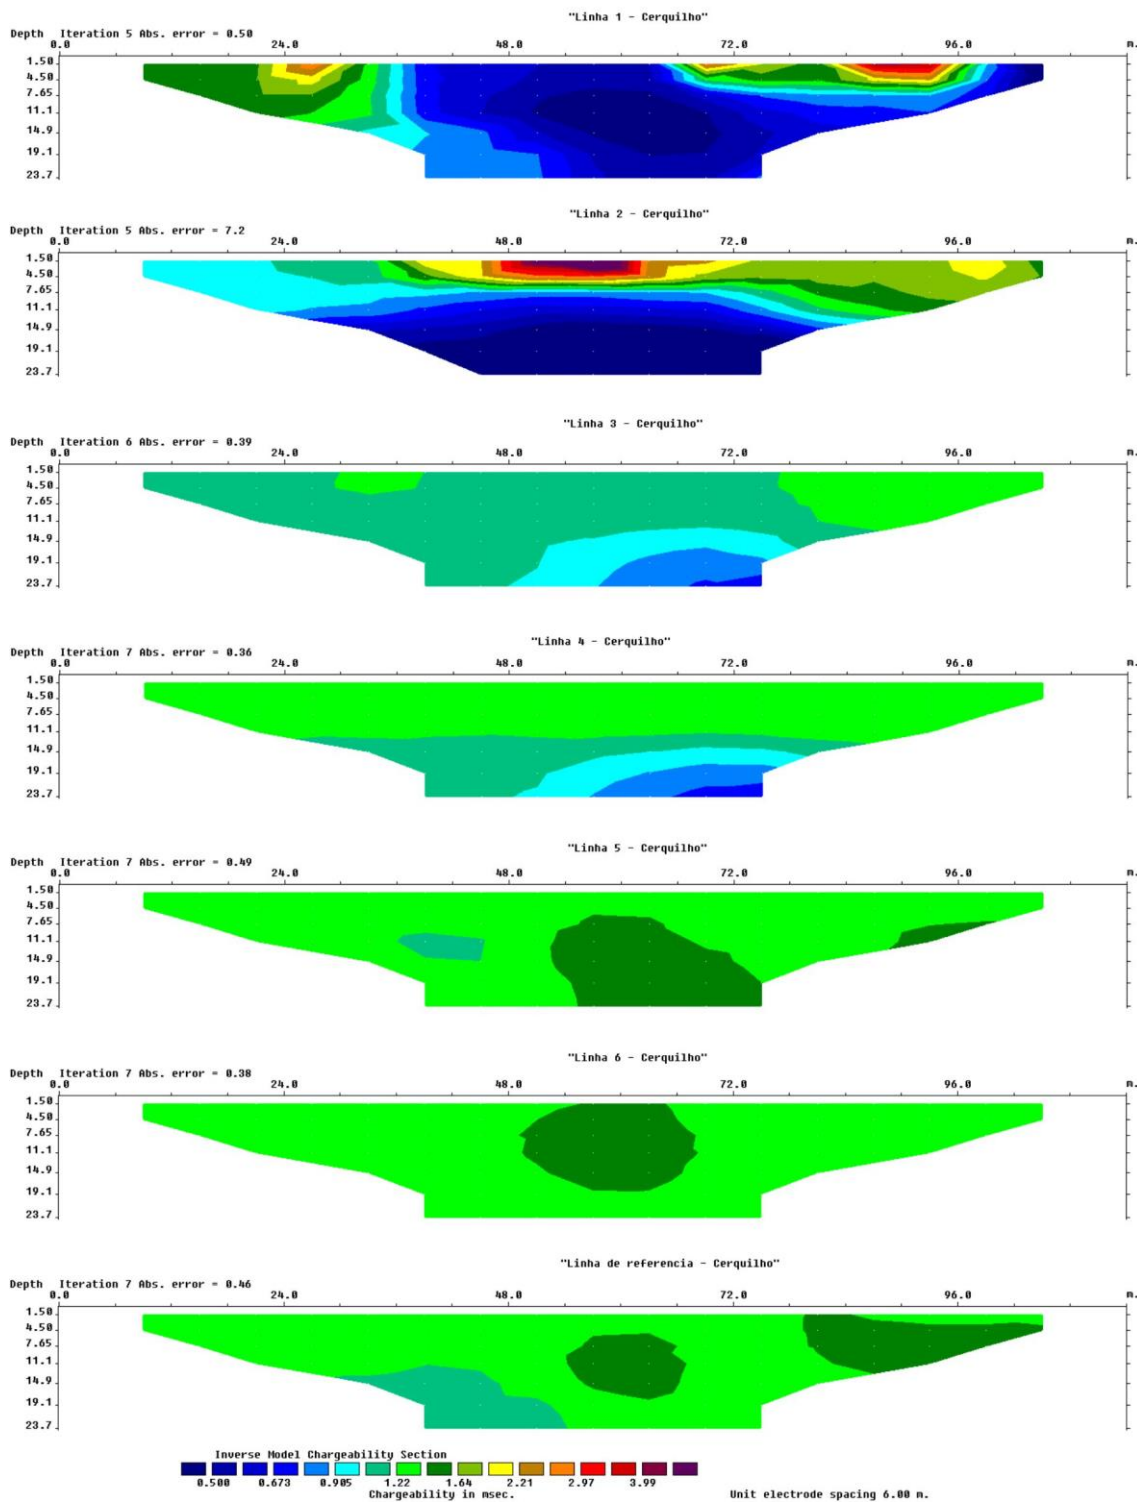 "Linha 1 - Cerquilho"
Depth Iteration 5 Abs. error = 0.50
0.0 24.0 48.0 72.0 96.0 m.
1.50
4.50
7.65
11.1
14.9
19.1
23.7
"Linha 2 - Cerquilho"
Depth Iteration 5 Abs. error = 7.2
0.0 24.0 48.0 72.0 96.0 m.
1.50
4.50
7.65
11.1
14.9
19.1
23.7
"Linha 3 - Cerquilho"
Depth Iteration 6 Abs. error = 0.39
0.0 24.0 48.0 72.0 96.0 m.
1.50
4.50
7.65
11.1
14.9
19.1
23.7
"Linha 4 - Cerquilho"
Depth Iteration 7 Abs. error = 0.36
0.0 24.0 48.0 72.0 96.0 m.
1.50
4.50
7.65
11.1
14.9
19.1
23.7
"Linha 5 - Cerquilho"
Depth Iteration 7 Abs. error = 0.49
0.0 24.0 48.0 72.0 96.0 m.
1.50
4.50
7.65
11.1
14.9
19.1
23.7
"Linha 6 - Cerquilho"
Depth Iteration 7 Abs. error = 0.38
0.0 24.0 48.0 72.0 96.0 m.
1.50
4.50
7.65
11.1
14.9
19.1
23.7
"Linha de referencia - Cerquilho"
Depth Iteration 7 Abs. error = 0.46
0.0 24.0 48.0 72.0 96.0 m.
1.50
4.50
7.65
11.1
14.9
19.1
23.7
Inverse Model Chargeability Section
0.500 0.673 0.905 1.22 1.64 2.21 2.97 3.99
Chargeability in msec. Unit electrode spacing 6.00 m.